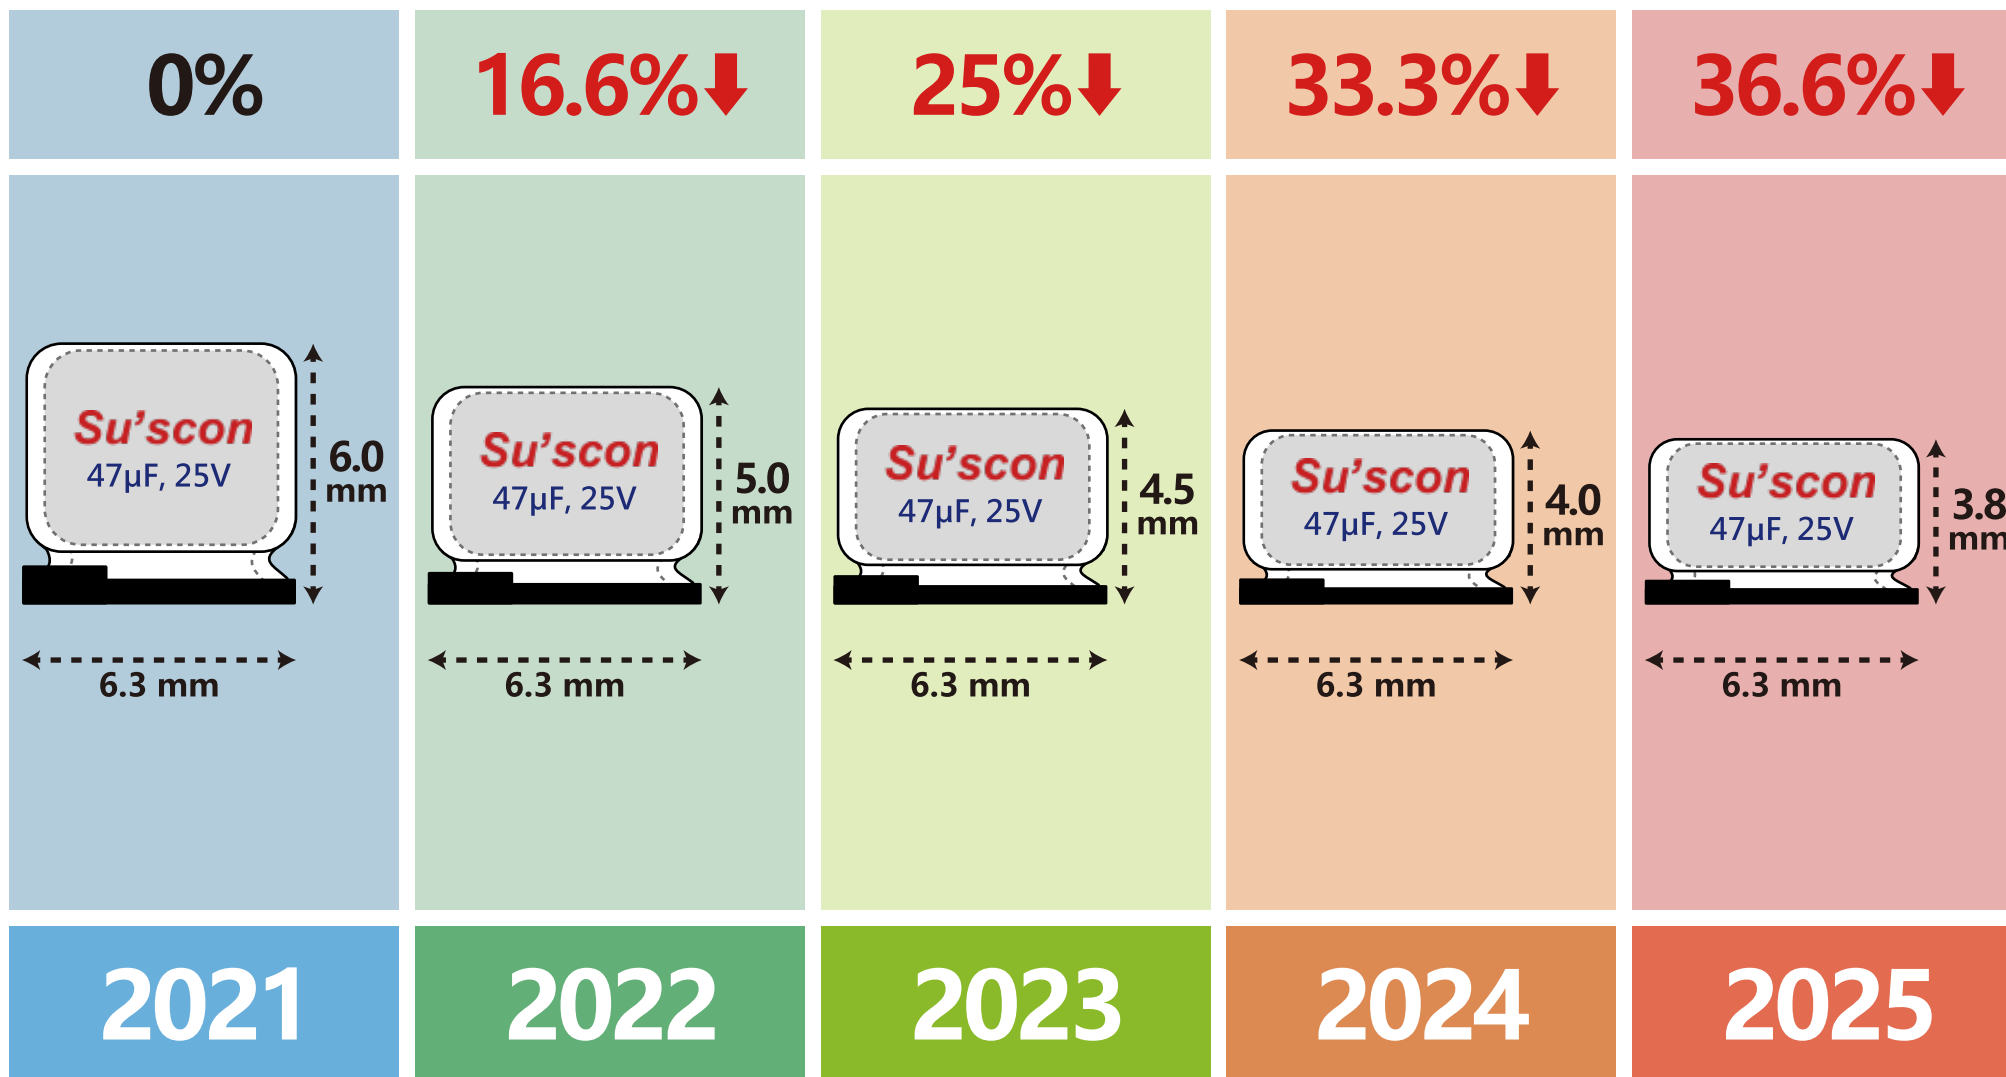 0%
16.6%
25%
33.3%
36.6%
Su'scon
47µF, 25V
6.0
mm
6.3 mm
Su'scon
47µF, 25V
5.0
mm
6.3 mm
Su'scon
47µF, 25V
4.5
mm
6.3 mm
Su'scon
47µF, 25V
4.0
mm
6.3 mm
Su'scon
47µF, 25V
3.8
mm
6.3 mm
2021
2022
2023
2024
2025